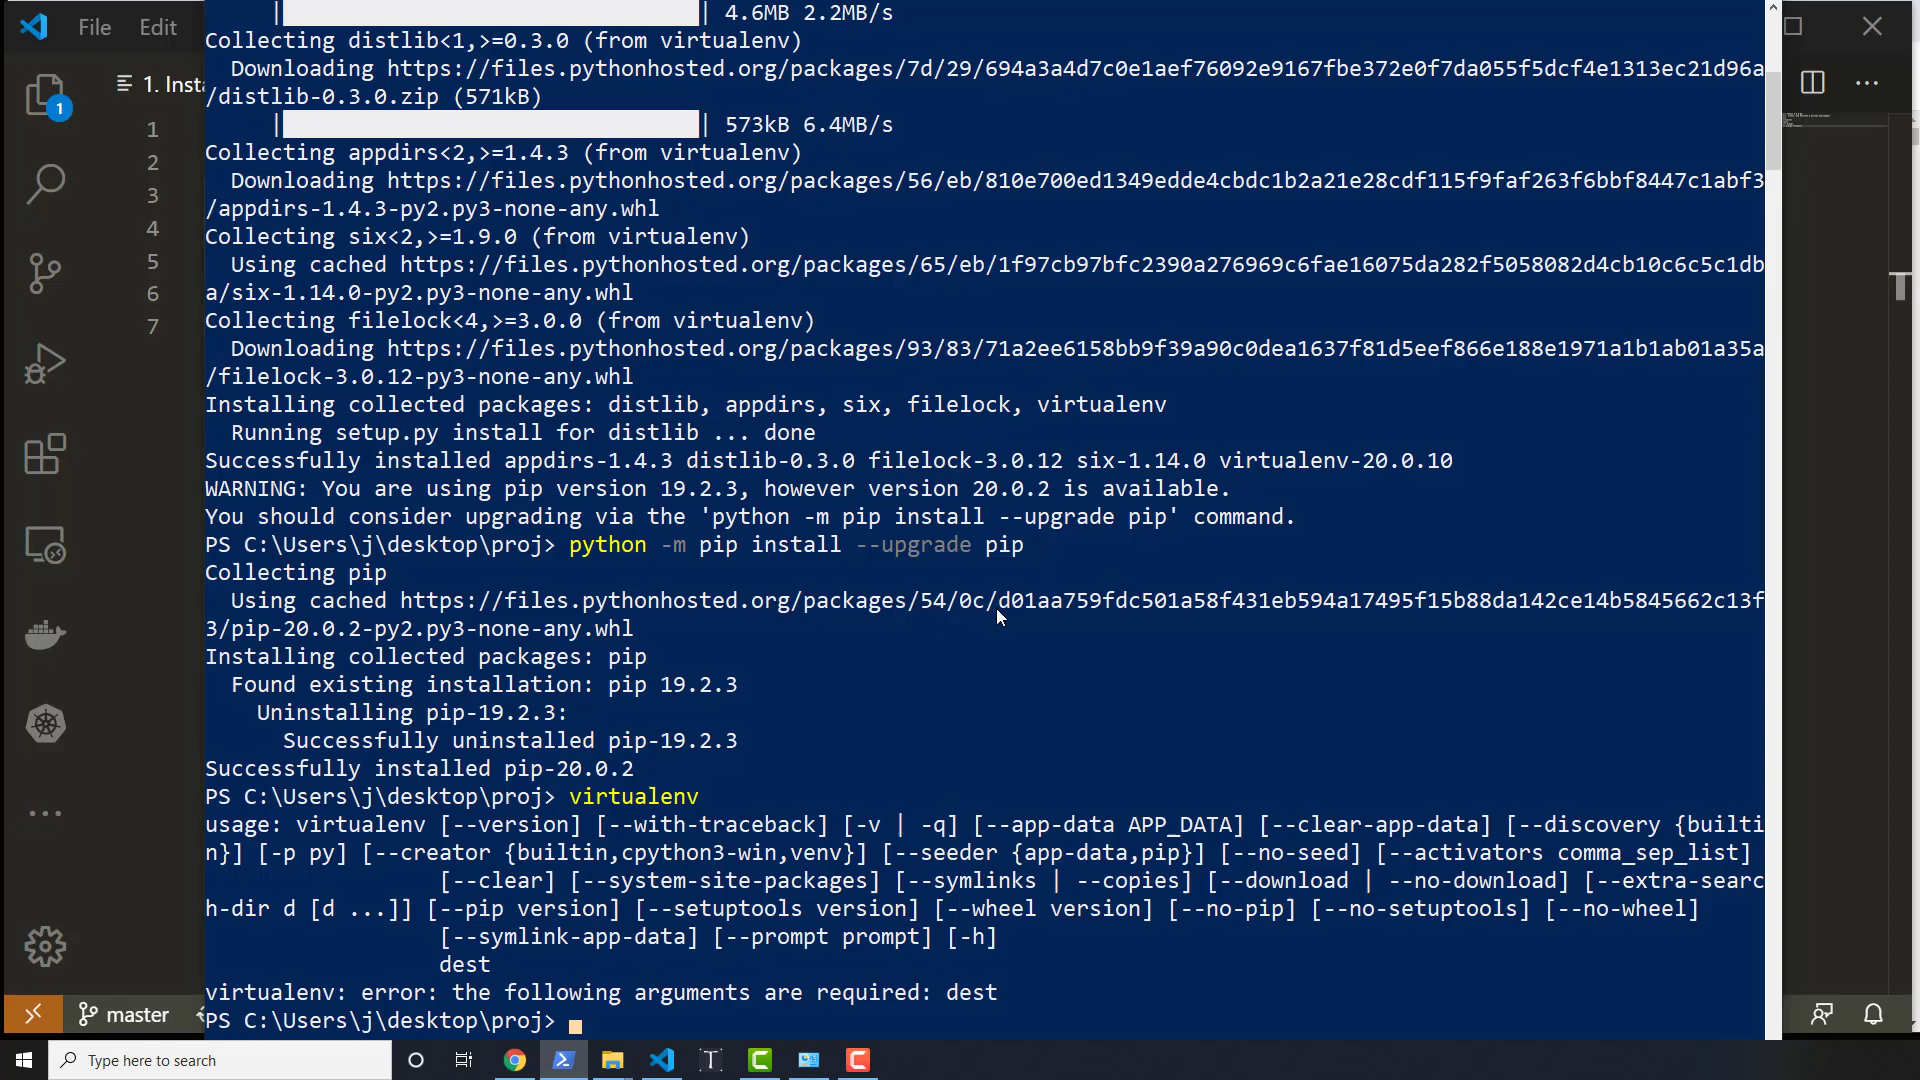 | 4.6MB 2.2MB/s
File Edit
Collecting distlib<1,>=0.3.0 (from virtualenv)
Downloading https://files.pythonhosted.org/packages/7d/29/694a3a4d7c0e1aef76092e9167fbe372e0f7da055f5dcf4e1313ec21d96a
/distlib-0.3.0.zip (571kB)
1. Insta
| | 573kB 6.4MB/s
Collecting appdirs<2,>=1.4.3 (from virtualenv)
Downloading https://files.pythonhosted.org/packages/56/eb/810e700ed1349edde4cbdc1b2a21e28cdf115f9faf263f6bbf8447c1abf3
/appdirs-1.4.3-py2.py3-none-any.whl
Collecting six<2,>=1.9.0 (from virtualenv)
Using cached https://files.pythonhosted.org/packages/65/eb/1f97cb97bfc2390a276969c6fae16075da282f5058082d4cb10c6c5c1db
a/six-1.14.0-py2.py3-none-any.whl
Collecting filelock<4,>=3.0.0 (from virtualenv)
Downloading https://files.pythonhosted.org/packages/93/83/71a2ee6158bb9f39a90c0dea1637f81d5eef866e188e1971a1b1ab01a35a
/filelock-3.0.12-py3-none-any.whl
Installing collected packages: distlib, appdirs, six, filelock, virtualenv
Running setup.py install for distlib ... done
Successfully installed appdirs-1.4.3 distlib-0.3.0 filelock-3.0.12 six-1.14.0 virtualenv-20.0.10
WARNING: You are using pip version 19.2.3, however version 20.0.2 is available.
You should consider upgrading via the 'python -m pip install --upgrade pip' command.
PS C:\Users\j\desktop\proj> python -m pip install --upgrade pip
Collecting pip
Using cached https://files.pythonhosted.org/packages/54/0c/d01aa759fdc501a58f431eb594a17495f15b88da142ce14b5845662c13f
3/pip-20.0.2-py2.py3-none-any.whl
Installing collected packages: pip
Found existing installation: pip 19.2.3
Uninstalling pip-19.2.3:
Successfully uninstalled pip-19.2.3
Successfully installed pip-20.0.2
PS C:\Users\j\desktop\proj> virtualenv
usage: virtualenv [--version] [--with-traceback] [-v | -q] [--app-data APP_DATA] [--clear-app-data] [--discovery {builti
n}] [-p py] [--creator {builtin,cpython3-win,venv}] [--seeder {app-data,pip}] [--no-seed] [--activators comma_sep_list]
[--clear] [--system-site-packages] [--symlinks | --copies] [--download | --no-download] [--extra-searc
h-dir d [d ...]] [--pip version] [--setuptools version] [--wheel version] [--no-pip] [--no-setuptools] [--no-wheel]
[--symlink-app-data] [--prompt prompt] [-h]
dest
virtualenv: error: the following arguments are required: dest
PS C:\Users\j\desktop\proj>
1
2
3
4
5
6
7
1
master
Type here to search